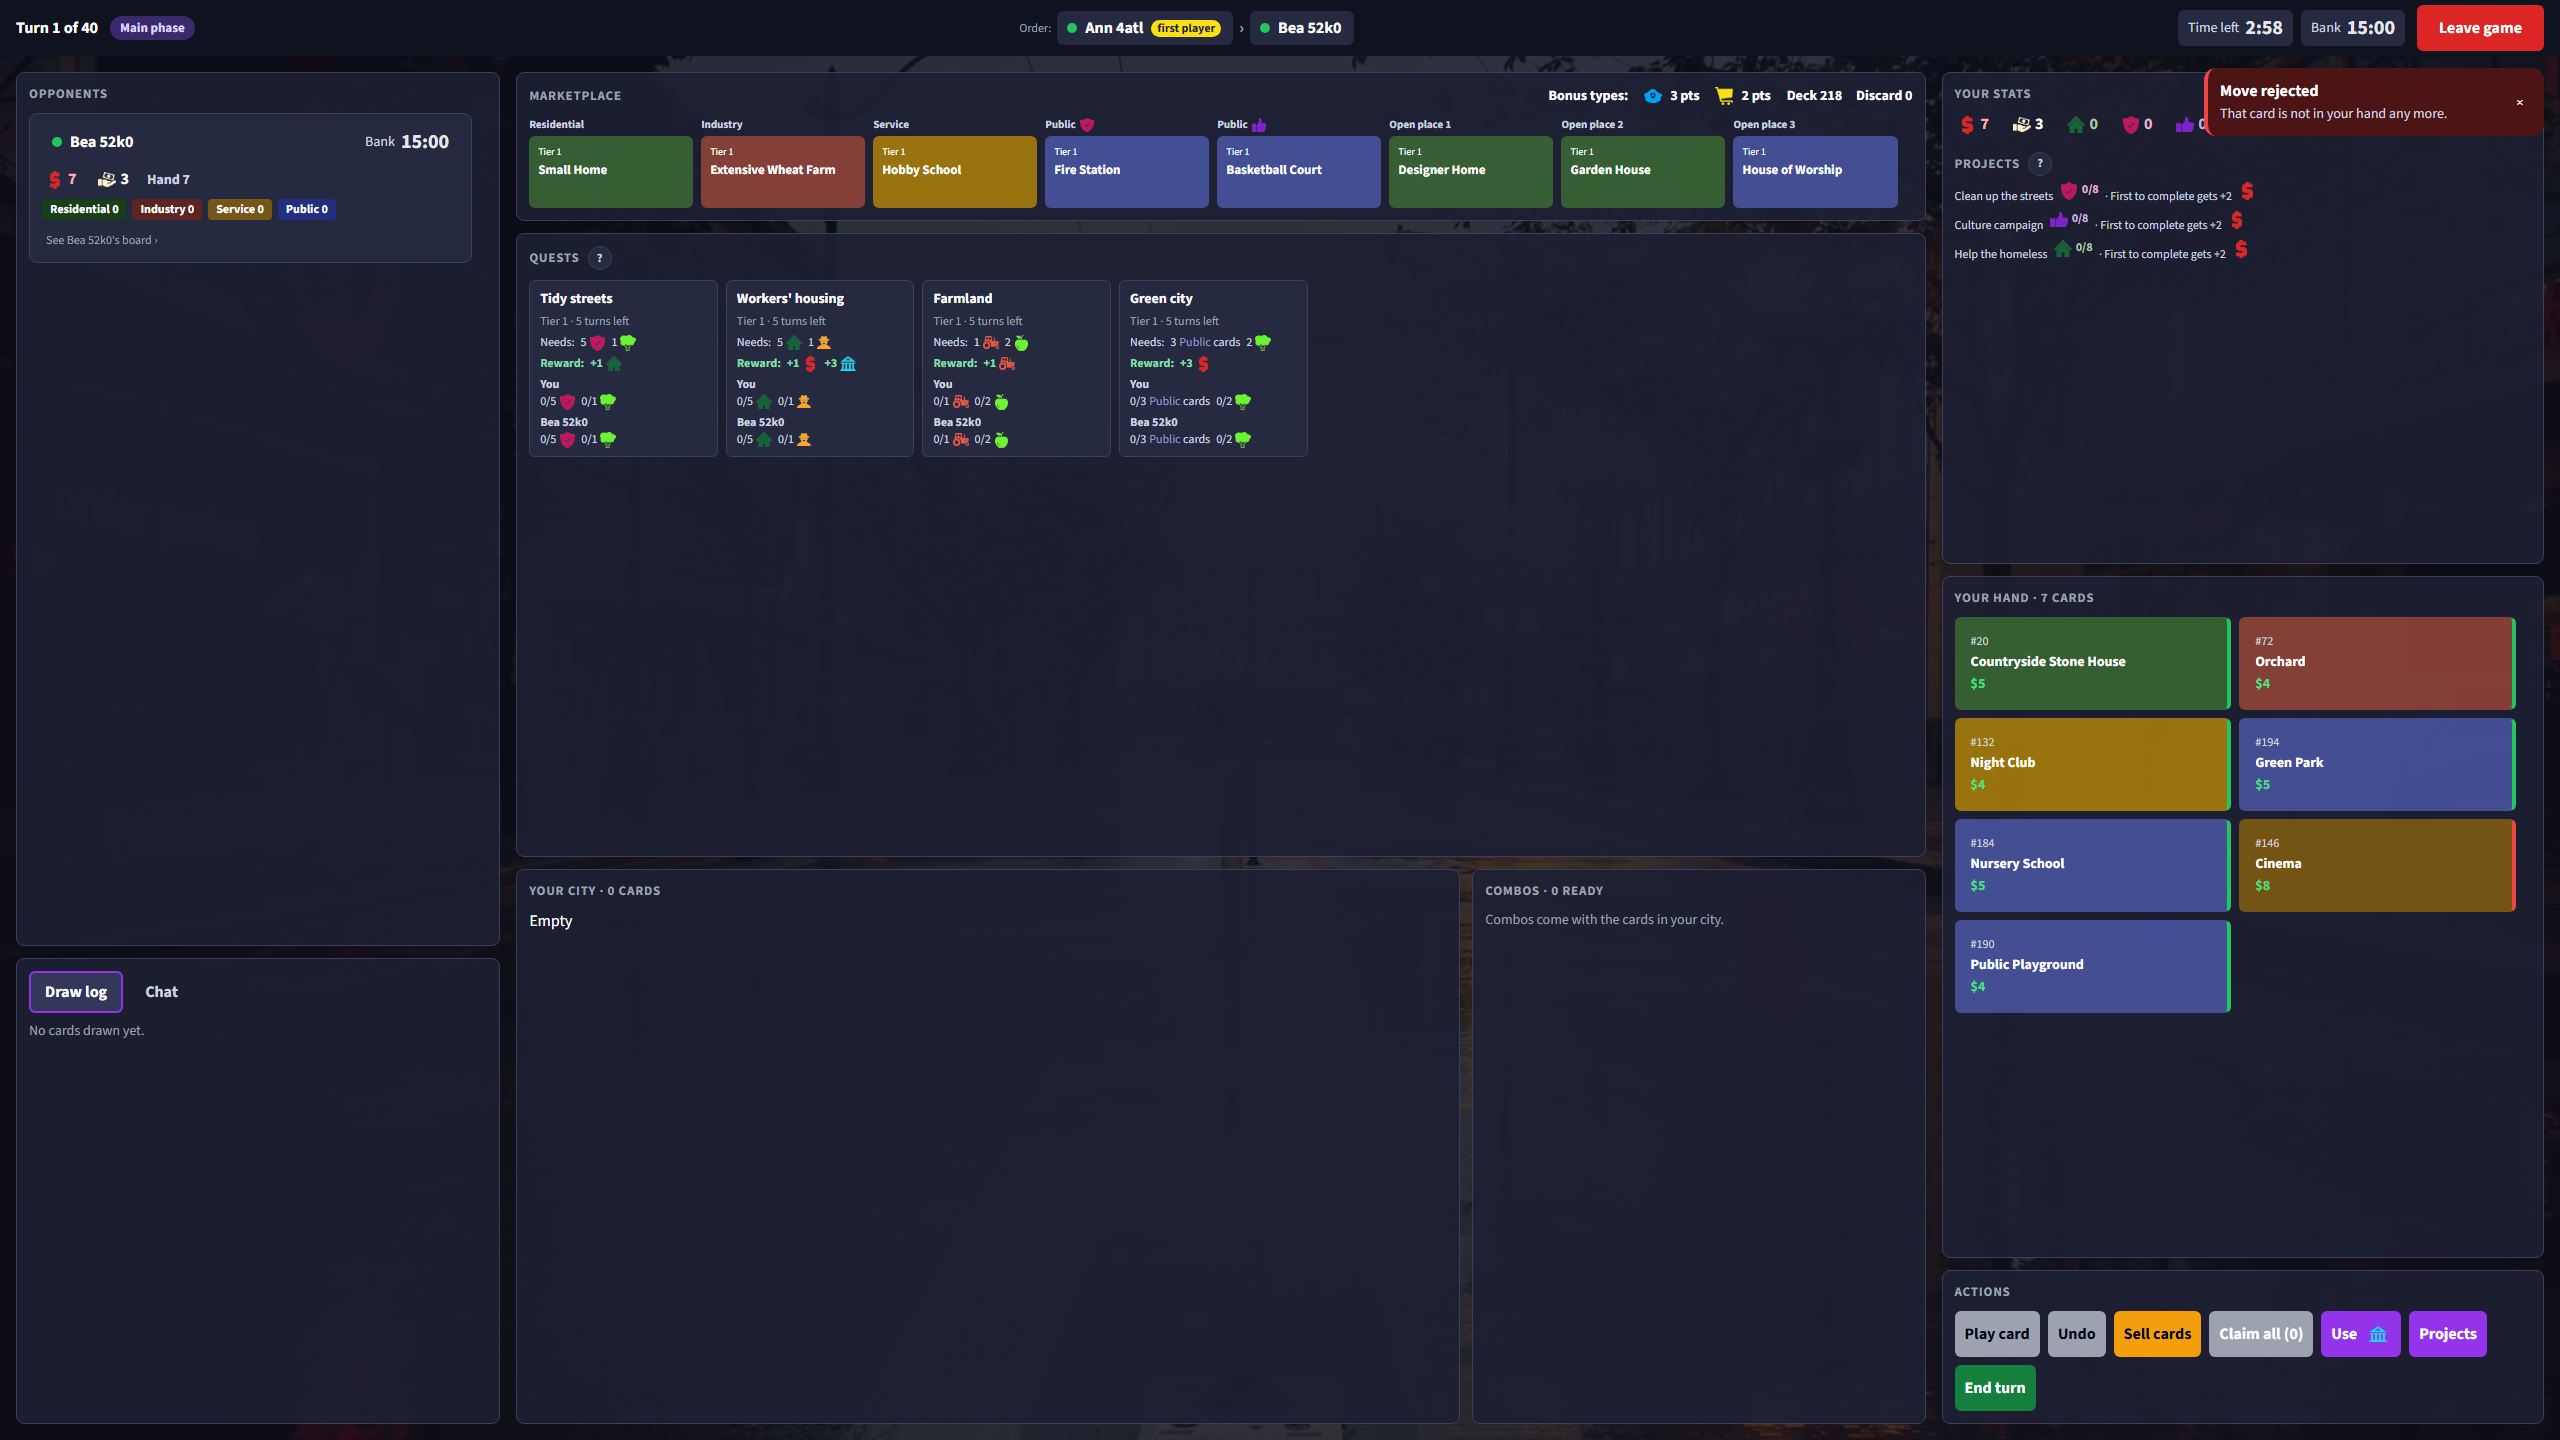 Turn 1 of 40
Main phase
Order:
Ann 4atl
first player
›
Bea 52k0
Time left 2:58
Bank 15:00
Leave game
OPPONENTS
Bea 52k0
Bank 15:00
7 3 Hand 7
Residential 0 Industry 0 Service 0 Public 0
See Bea 52k0's board ›
Draw log
Chat
No cards drawn yet.
MARKETPLACE
Bonus types: 3 pts 2 pts Deck 218 Discard 0
Residential
Tier 1
Small Home
Industry
Tier 1
Extensive Wheat Farm
Service
Tier 1
Hobby School
Public
Tier 1
Fire Station
Public
Tier 1
Basketball Court
Open place 1
Tier 1
Designer Home
Open place 2
Tier 1
Garden House
Open place 3
Tier 1
House of Worship
QUESTS ?
Tidy streets
Tier 1 · 5 turns left
Needs: 5 1
Reward: +1
You
0/5 0/1
Bea 52k0
0/5 0/1
Workers' housing
Tier 1 · 5 turns left
Needs: 5 1
Reward: +1 +3
You
0/5 0/1
Bea 52k0
0/5 0/1
Farmland
Tier 1 · 5 turns left
Needs: 1 2
Reward: +1
You
0/1 0/2
Bea 52k0
0/1 0/2
Green city
Tier 1 · 5 turns left
Needs: 3 Public cards 2
Reward: +3
You
0/3 Public cards 0/2
Bea 52k0
0/3 Public cards 0/2
YOUR CITY · 0 CARDS
Empty
COMBOS · 0 READY
Combos come with the cards in your city.
YOUR STATS
7 3 0 0
Move rejected
That card is not in your hand any more.
×
PROJECTS ?
Clean up the streets 0/8 · First to complete gets +2
Culture campaign 0/8 · First to complete gets +2
Help the homeless 0/8 · First to complete gets +2
YOUR HAND · 7 CARDS
#20
Countryside Stone House
$5
#72
Orchard
$4
#132
Night Club
$4
#194
Green Park
$5
#184
Nursery School
$5
#146
Cinema
$8
#190
Public Playground
$4
ACTIONS
Play card
Undo
Sell cards
Claim all (0)
Use
Projects
End turn